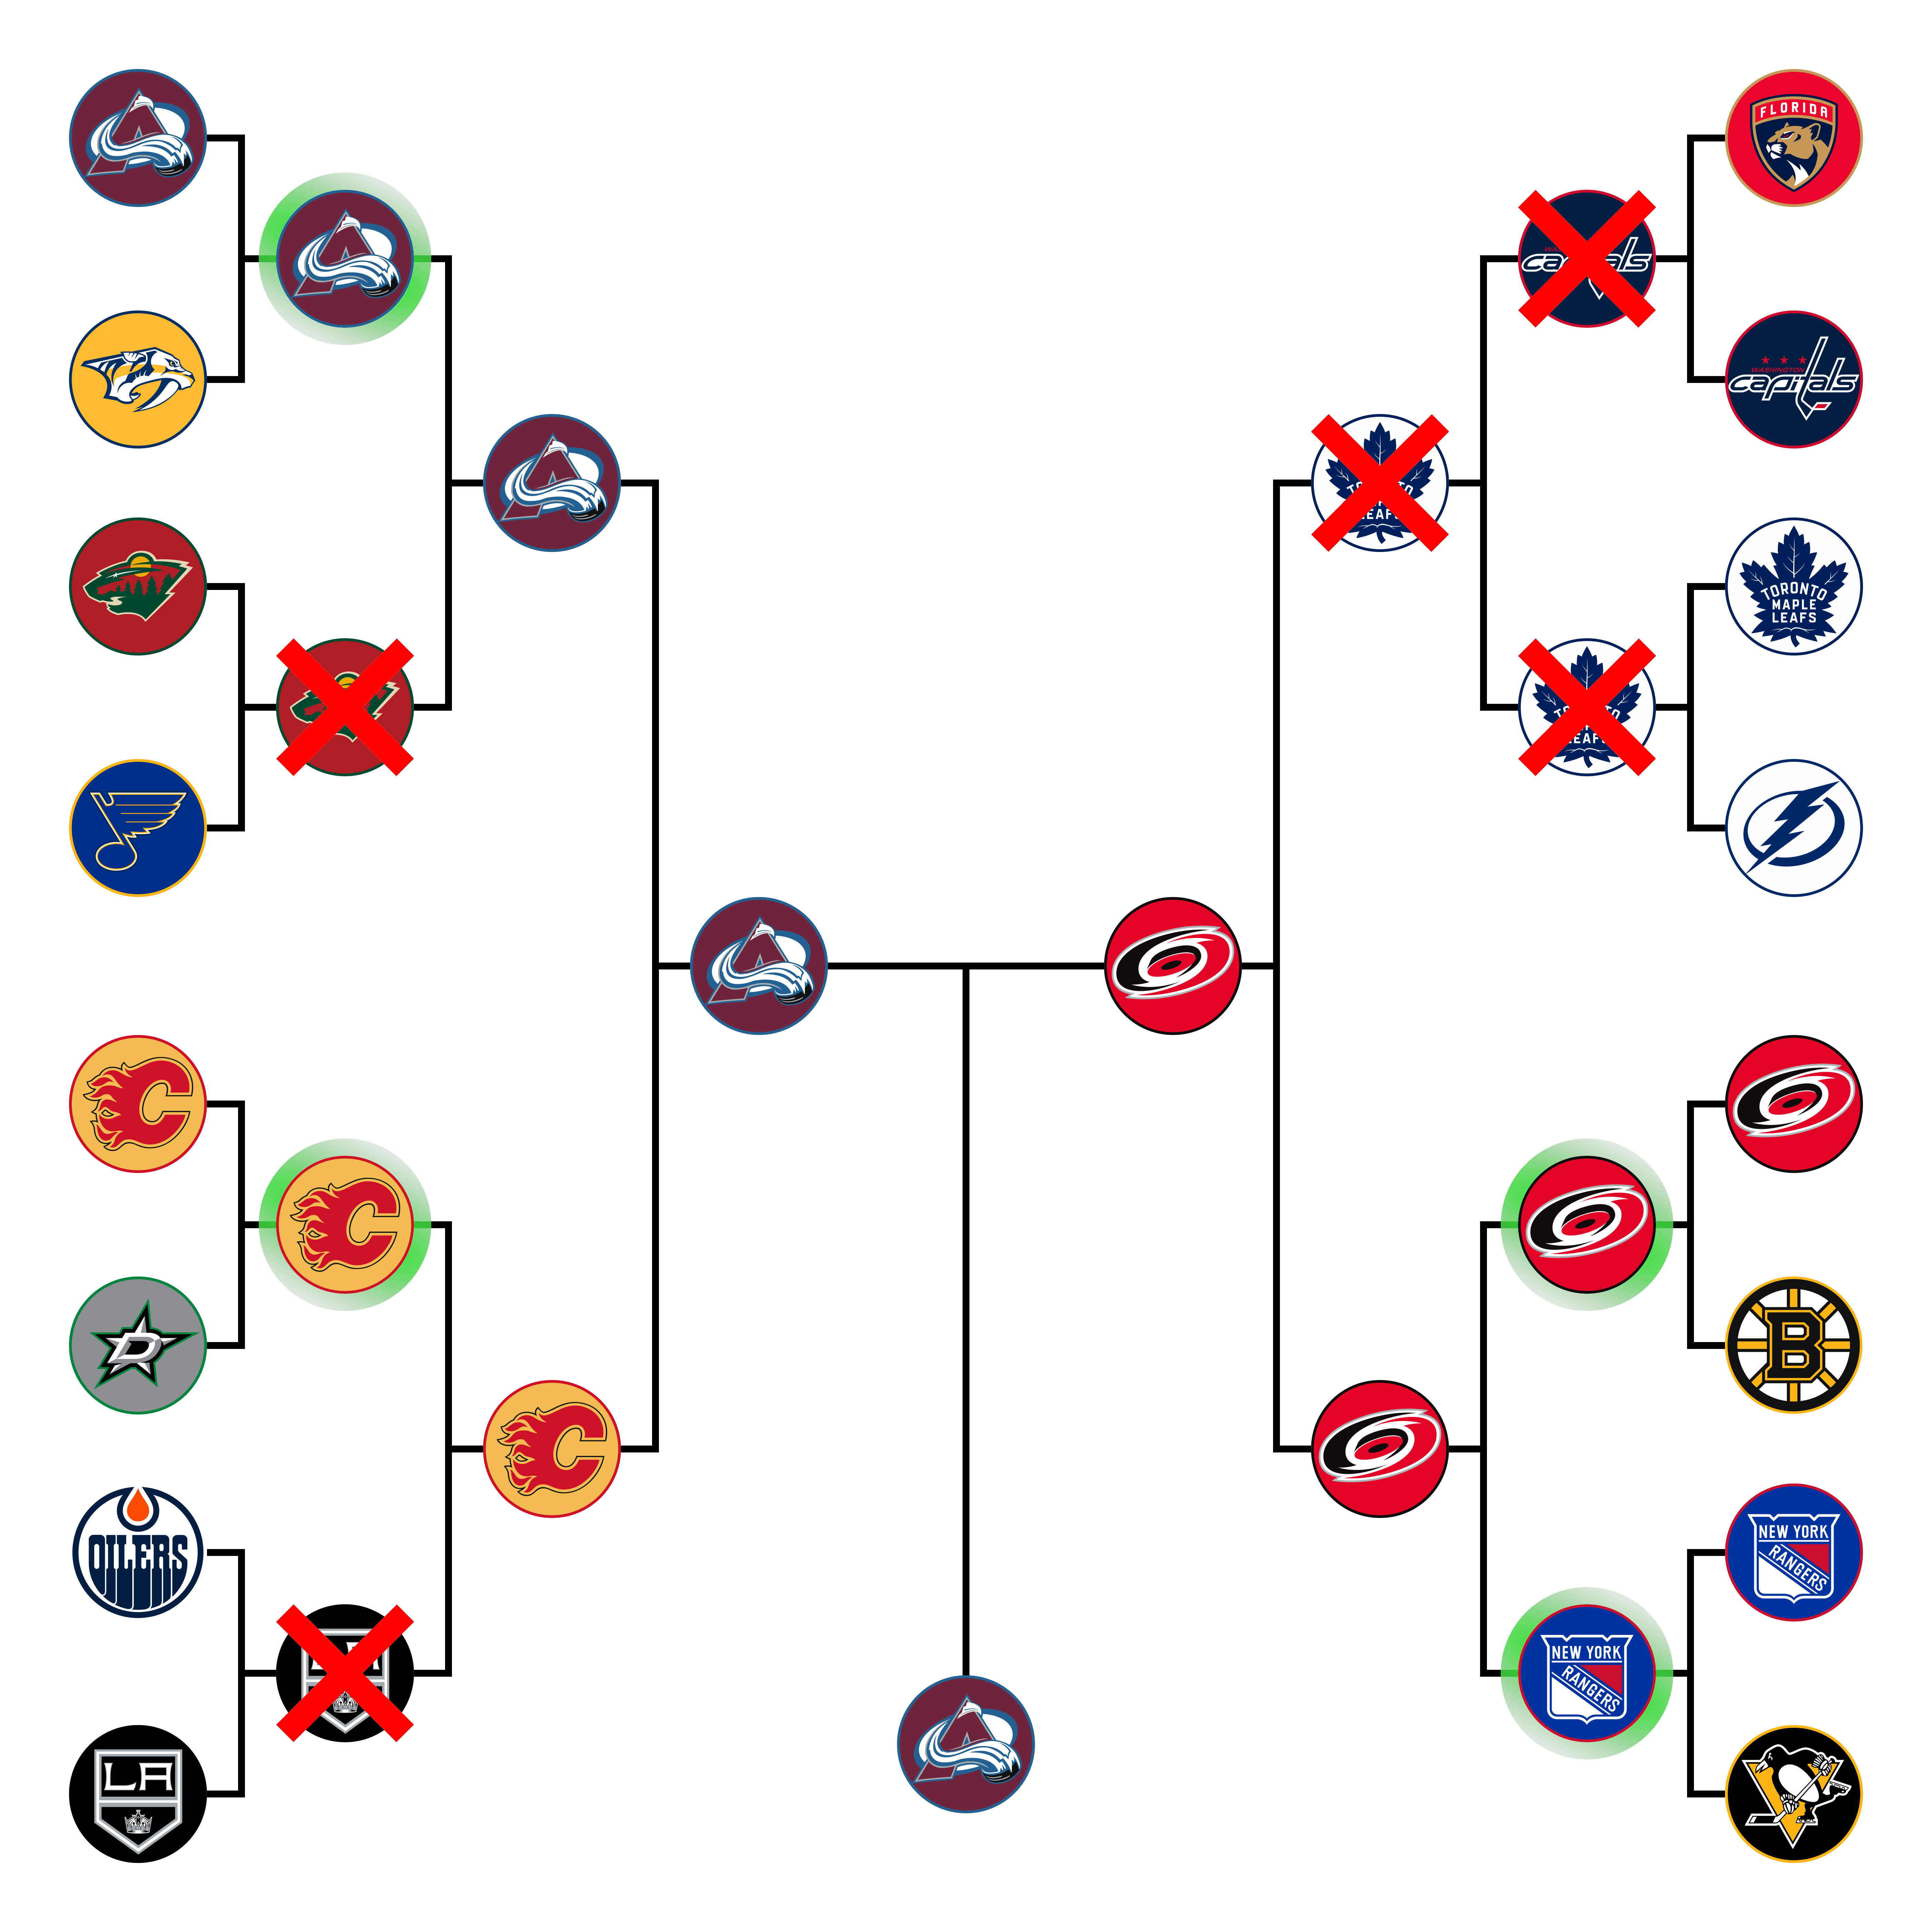 A
FLORIDA
A
WASHINGTON
capitals
A
TORONTO
MAPLE
LEAFS
A
C
C
D
B
C
OILERS
NEW YORK
RANGERS
NEW YORK
RANGERS
A
LA